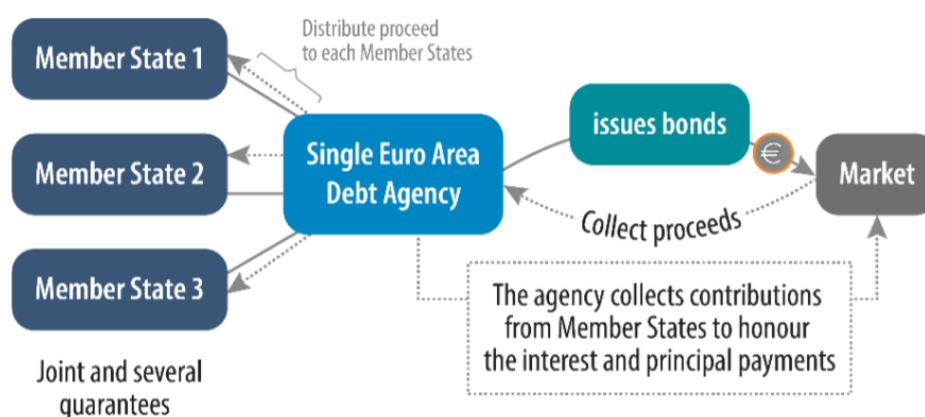 Member State 1
Distribute proceed
to each Member States
issues bonds
Member State 2
Single Euro Area
Debt Agency
€
Market
Collect proceeds
Member State 3
The agency collects contributions
from Member States to honour
the interest and principal payments
Joint and several
guarantees